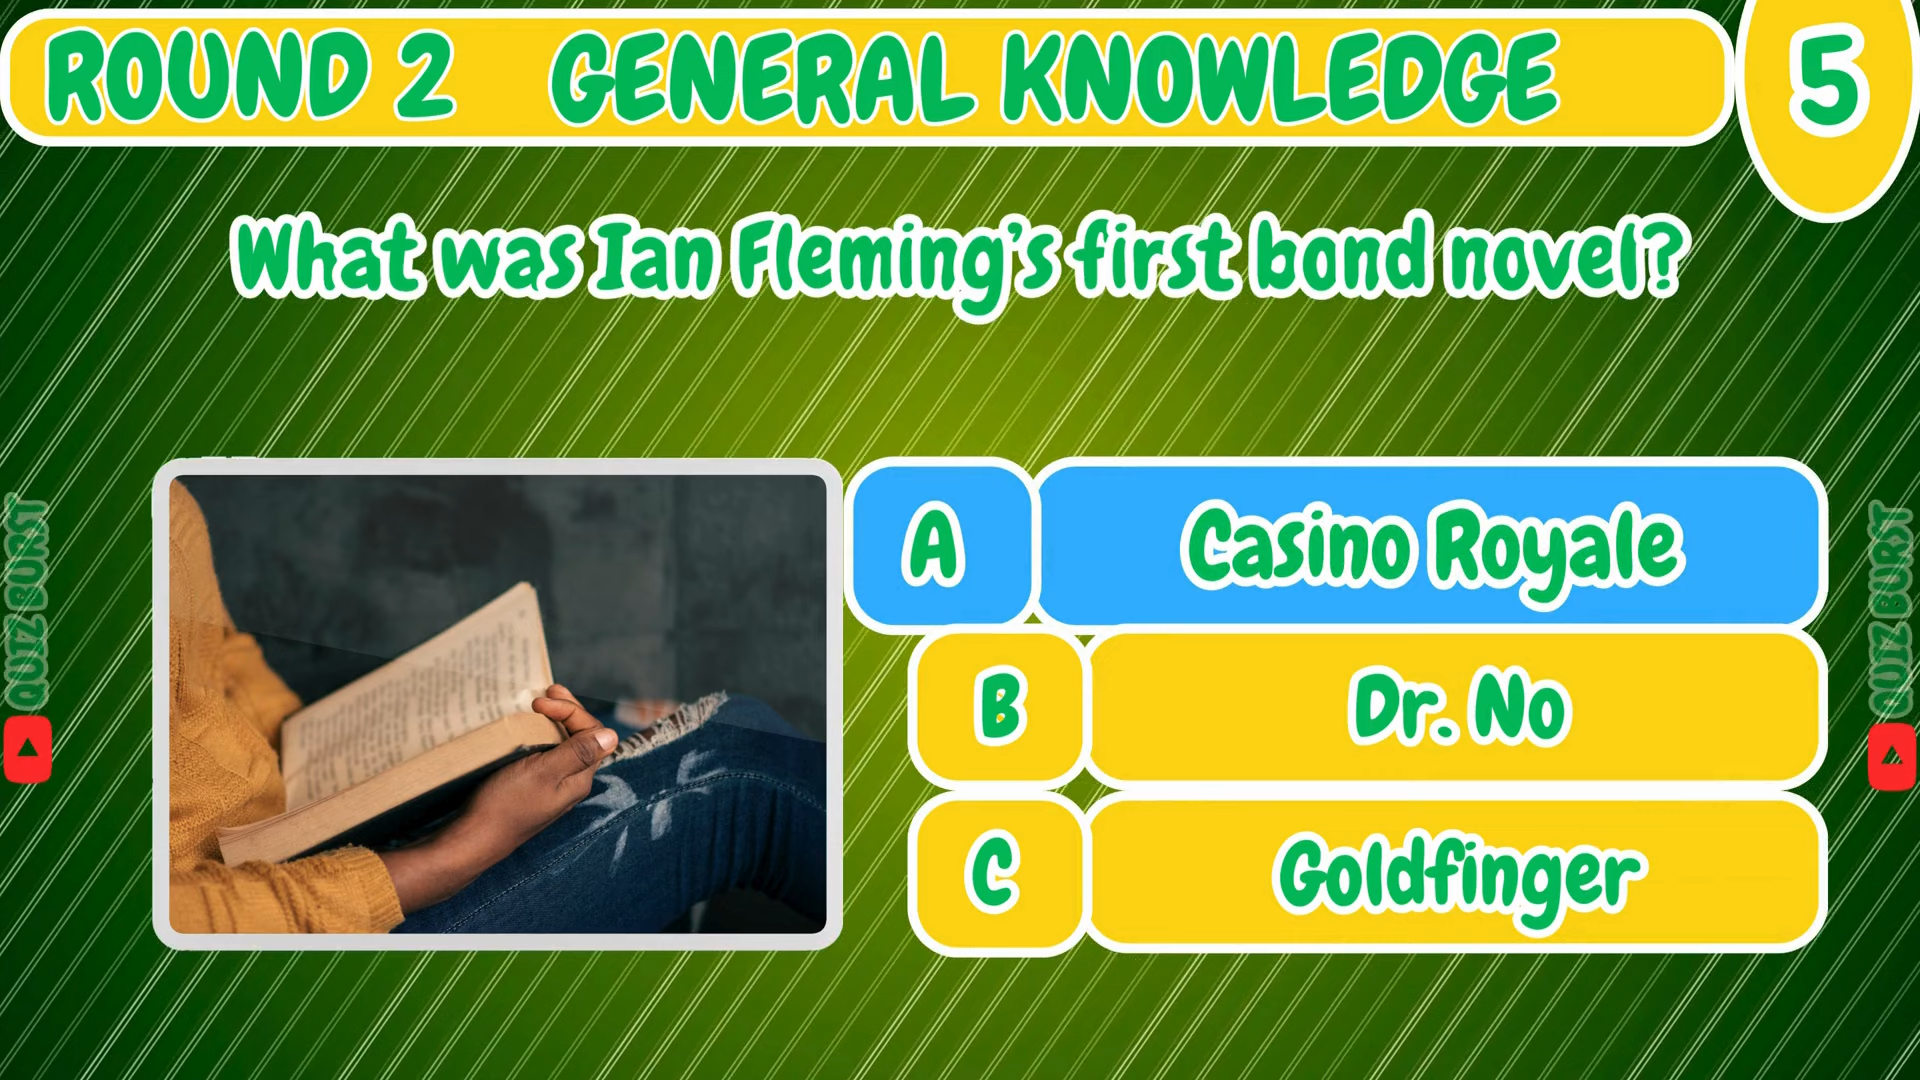 ROUND 2 GENERAL KNOWLEDGE
5
What was Ian Fleming's first bond novel?
A Casino Royale
B Dr. No
C Goldfinger
QUIZ BURST
QUIZ BURST